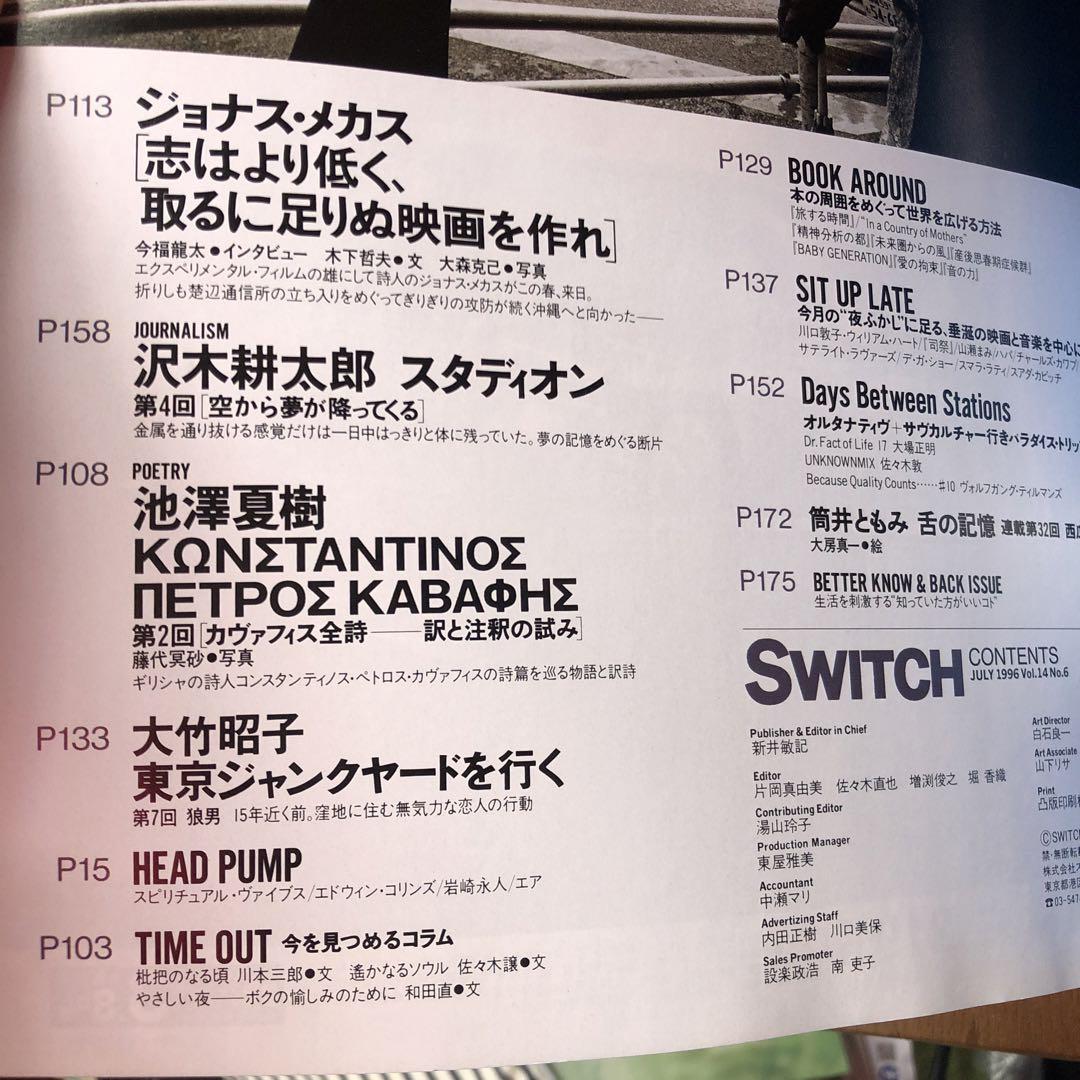 54-6
P113
ジョナス・メカス
[志はより低く、
取るに足りぬ映画を作れ]
今福龍太●インタビュー 木下哲夫●文 大森克己●写真
エクスペリメンタル・フィルムの雄にして詩人のジョナス・メカスがこの春、来日。
折りしも楚辺通信所の立ち入りをめぐってぎりぎりの攻防が続く沖縄へと向かった——
P158
JOURNALISM
沢木耕太郎 スタディオン
第4回[空から夢が降ってくる]
金属を通り抜ける感覚だけは一日中はっきりと体に残っていた。夢の記憶をめぐる断片
P108
POETRY
池澤夏樹
ΚΩΝΣΤΑΝΤΙΝΟΣ
ΠΕΤΡΟΣ ΚΑΒΑΦΗΣ
第2回[カヴァフィス全詩——訳と注釈の試み]
藤代冥砂●写真
ギリシャの詩人コンスタンティノス・ペトロス・カヴァフィスの詩篇を巡る物語と訳詩
P133
大竹昭子
東京ジャンクヤードを行く
第7回 狼男 15年近く前。窪地に住む無気力な恋人の行動
P15
HEAD PUMP
スピリチュアル・ヴァイブス/エドウィン・コリンズ/岩崎永人/エア
P103
TIME OUT 今を見つめるコラム
枇杷のなる頃 川本三郎●文 遙かなるソウル 佐々木譲●文
やさしい夜——ボクの愉しみのために 和田直●文
P129
BOOK AROUND
本の周囲をめぐって世界を広げる方法
『旅する時間』/“In a Country of Mothers”
『精神分析の都』『未来圏からの風』『産後思春期症候群』
『BABY GENERATION』『愛の拘束』『音の力』
P137
SIT UP LATE
今月の“夜ふかし”に足る、垂涎の映画と音楽を中心に
川口敦子・ウィリアム・ハート/『司祭』/山瀬まみ/ハパ/チャールズ・カワプ/
サテライト・ラヴァーズ/デ・ガ・ショー/スマラ・ラティ/スアダ・カピッチ
P152
Days Between Stations
オルタナティヴ+サヴカルチャー行きパラダイス・トリップ
Dr. Fact of Life 17 大場正明
UNKNOWNMIX 佐々木敦
Because Quality Counts……#10 ヴォルフガング・ティルマンズ
P172
筒井ともみ 舌の記憶 連載第32回
大房真一●絵
P175
BETTER KNOW & BACK ISSUE
生活を刺激する“知っていた方がいいコト”
SWITCH
CONTENTS
JULY 1996 Vol.14 No.6
Publisher & Editor in Chief
新井敏記
Editor
片岡真由美 佐々木直也 増渕俊之 堀 香織
Contributing Editor
湯山玲子
Production Manager
東屋雅美
Accountant
中瀬マリ
Advertizing Staff
内田正樹 川口美保
Sales Promoter
設楽政浩 南 吏子
Art Director
白石良一
Art Associate
山下リサ
Print
凸版印刷
©SWITCH
禁・無断転
株式会社ス
東京都港区
☎03-547